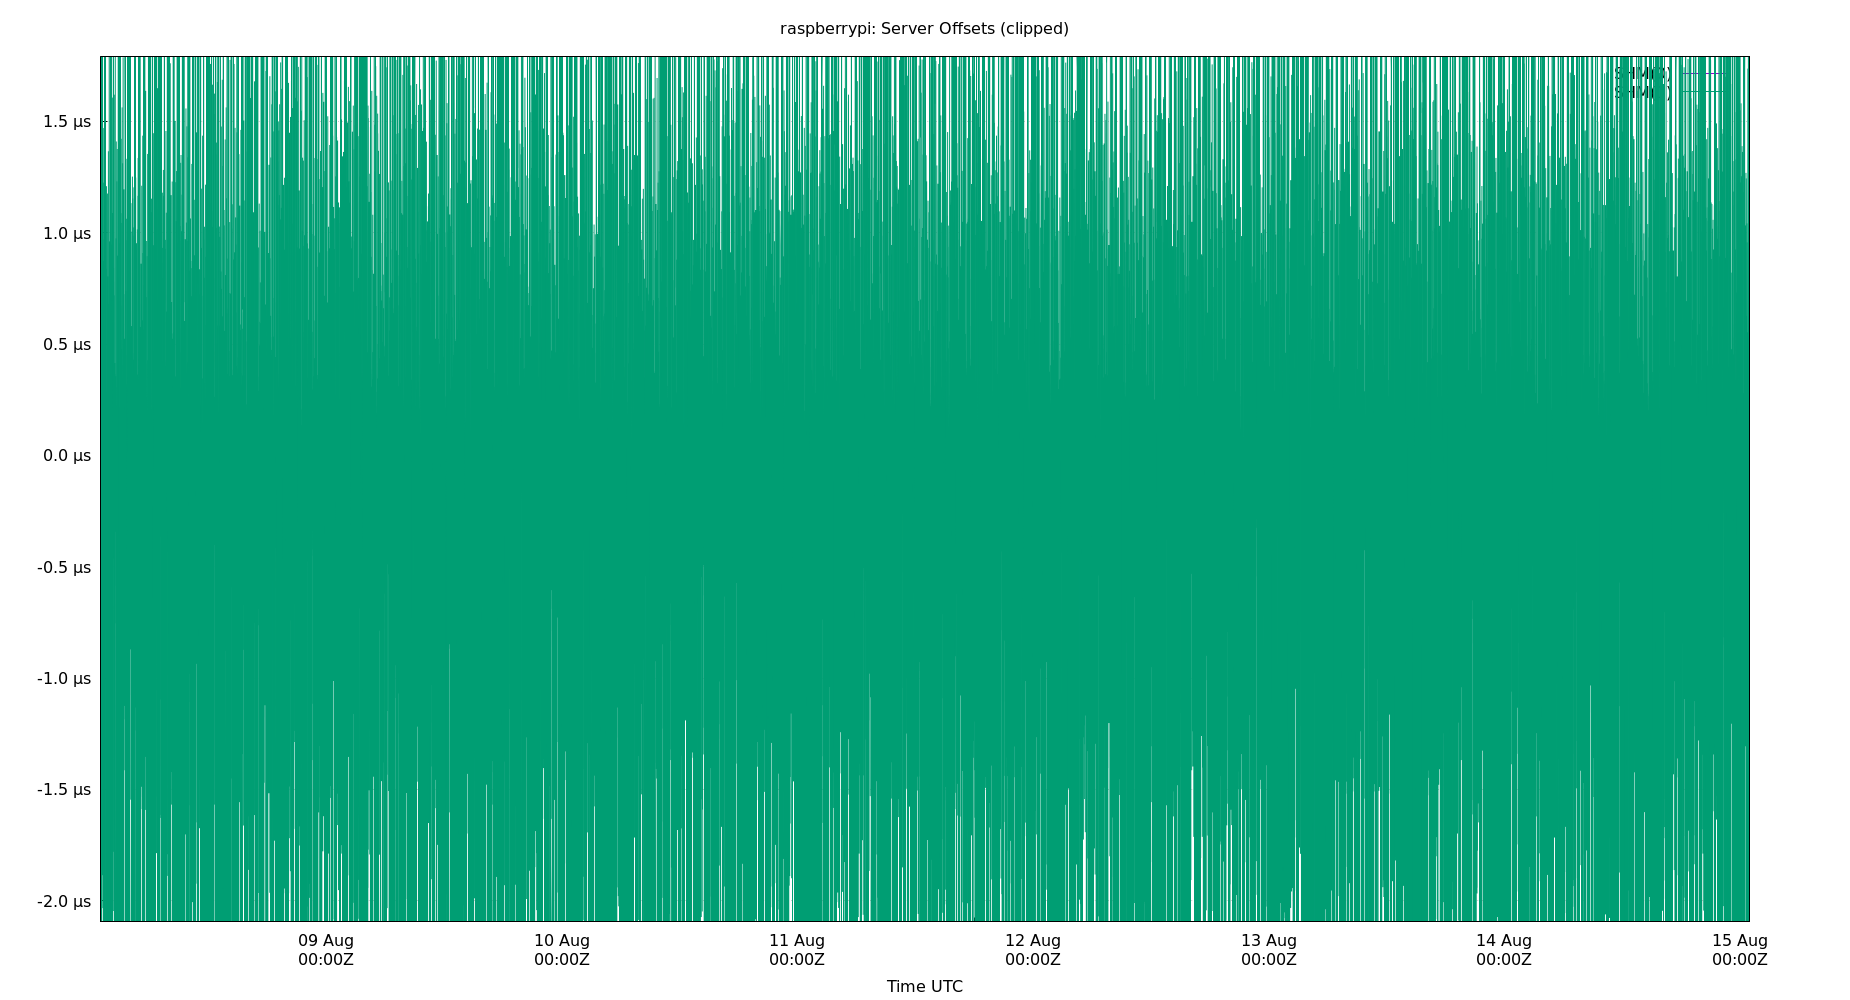 raspberrypi: Server Offsets (clipped)
1.5 µs
1.0 µs
0.5 µs
0.0 µs
-0.5 µs
-1.0 µs
-1.5 µs
-2.0 µs
09 Aug
00:00Z
10 Aug
00:00Z
11 Aug
00:00Z
12 Aug
00:00Z
13 Aug
00:00Z
14 Aug
00:00Z
15 Aug
00:00Z
Time UTC